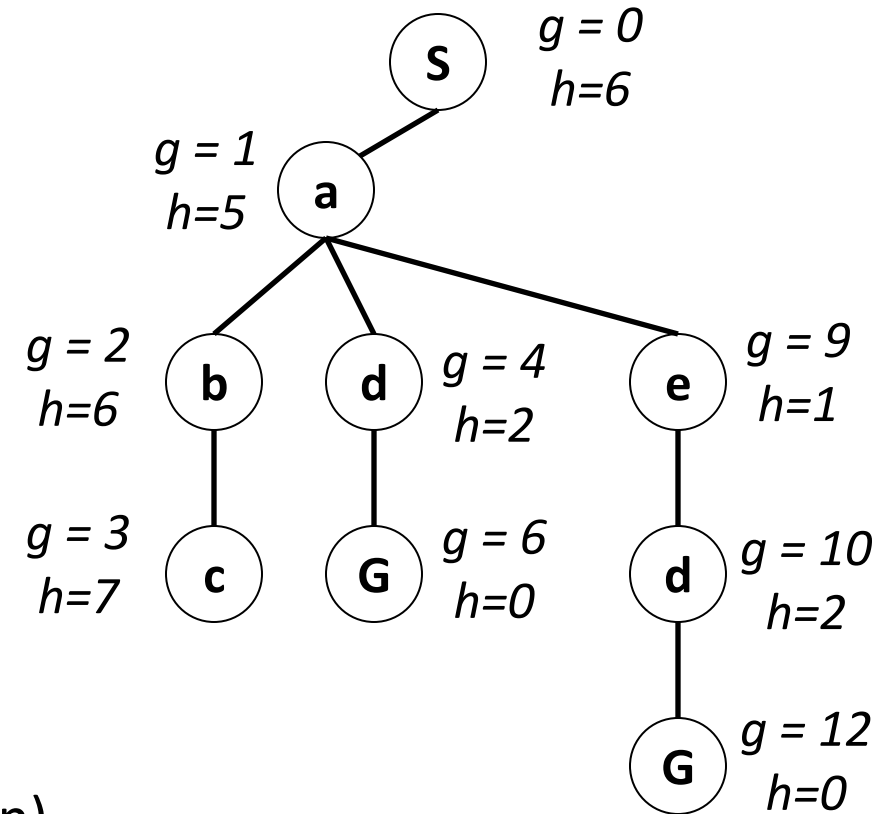 S
g = 0
h=6
g = 1
h=5
a
g = 2
h=6
b
d
g = 4
h=2
e
g = 9
h=1
g = 3
h=7
c
G
g = 6
h=0
d
g = 10
h=2
G
g = 12
h=0
n)